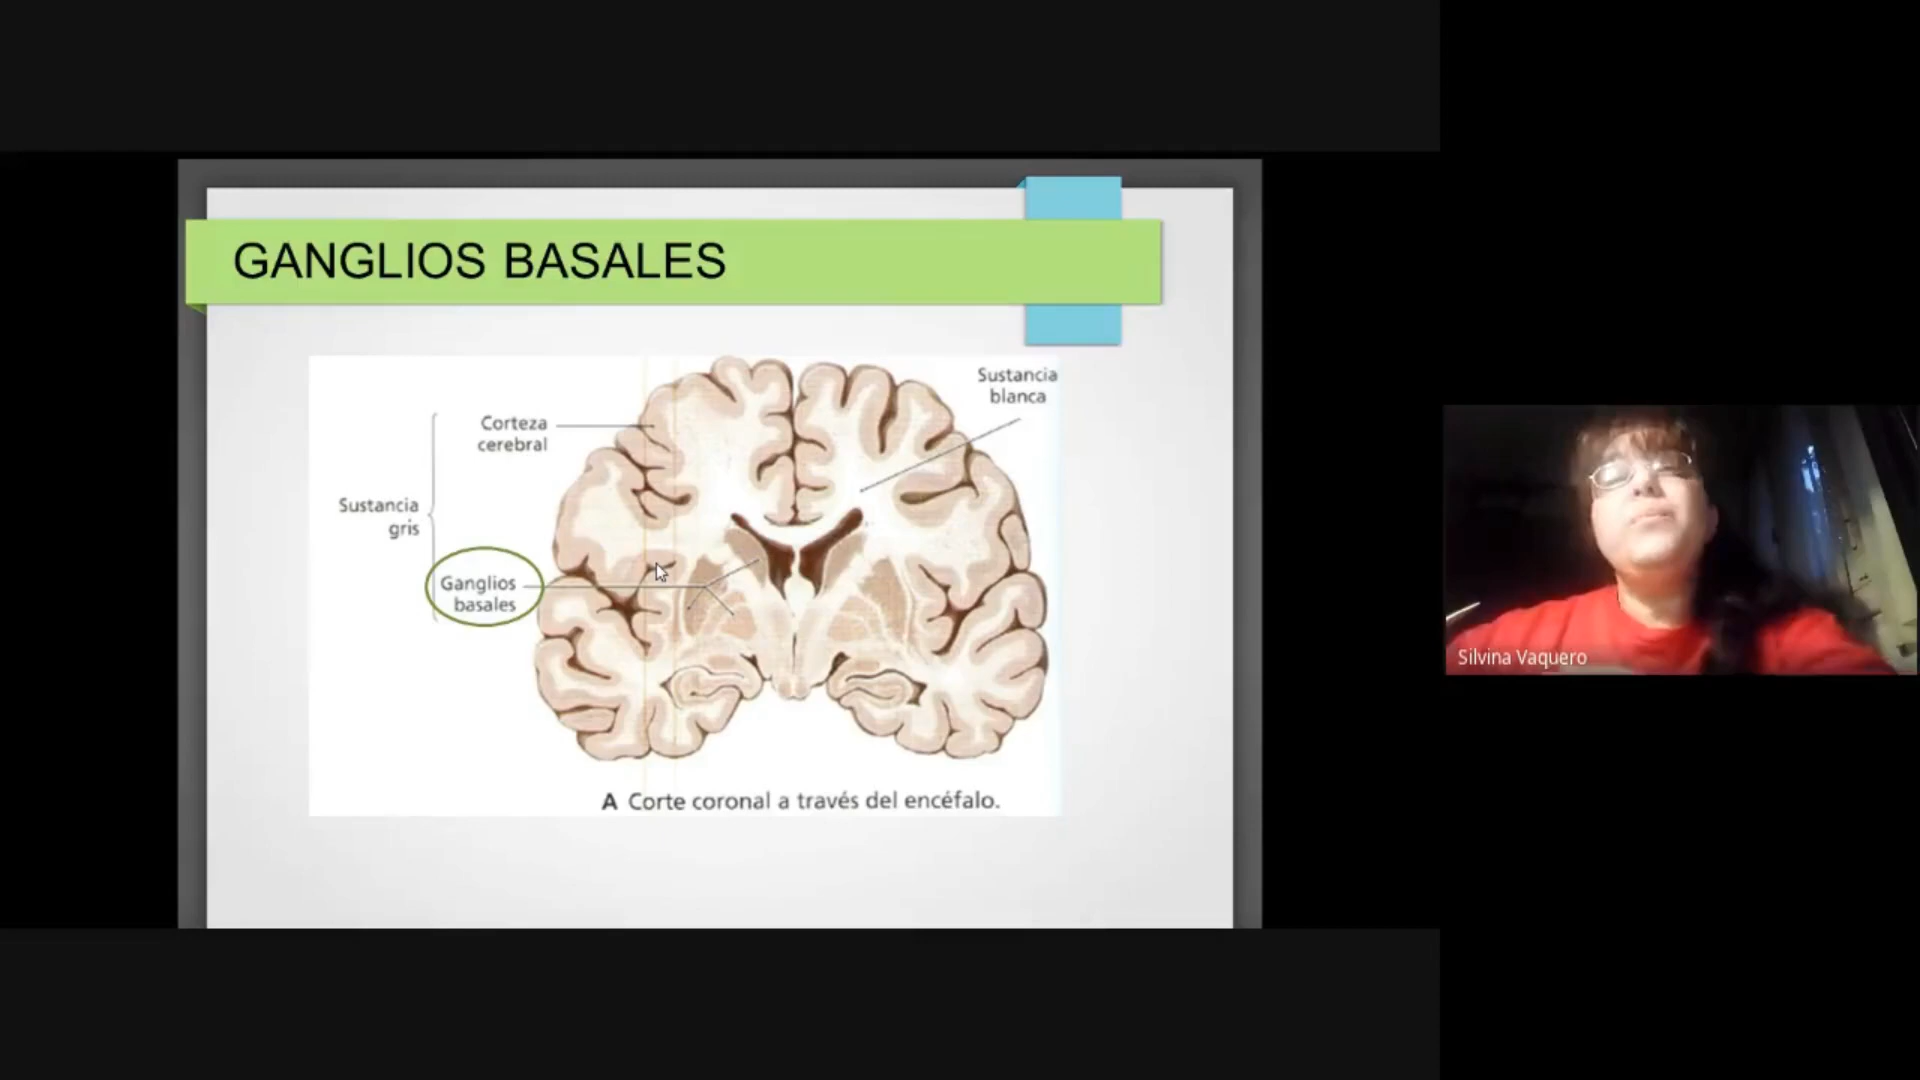 GANGLIOS BASALES
Sustancia
blanca
Corteza
cerebral
Sustancia
gris
Ganglios
basales
A Corte coronal a través del encéfalo.
Silvina Vaquero